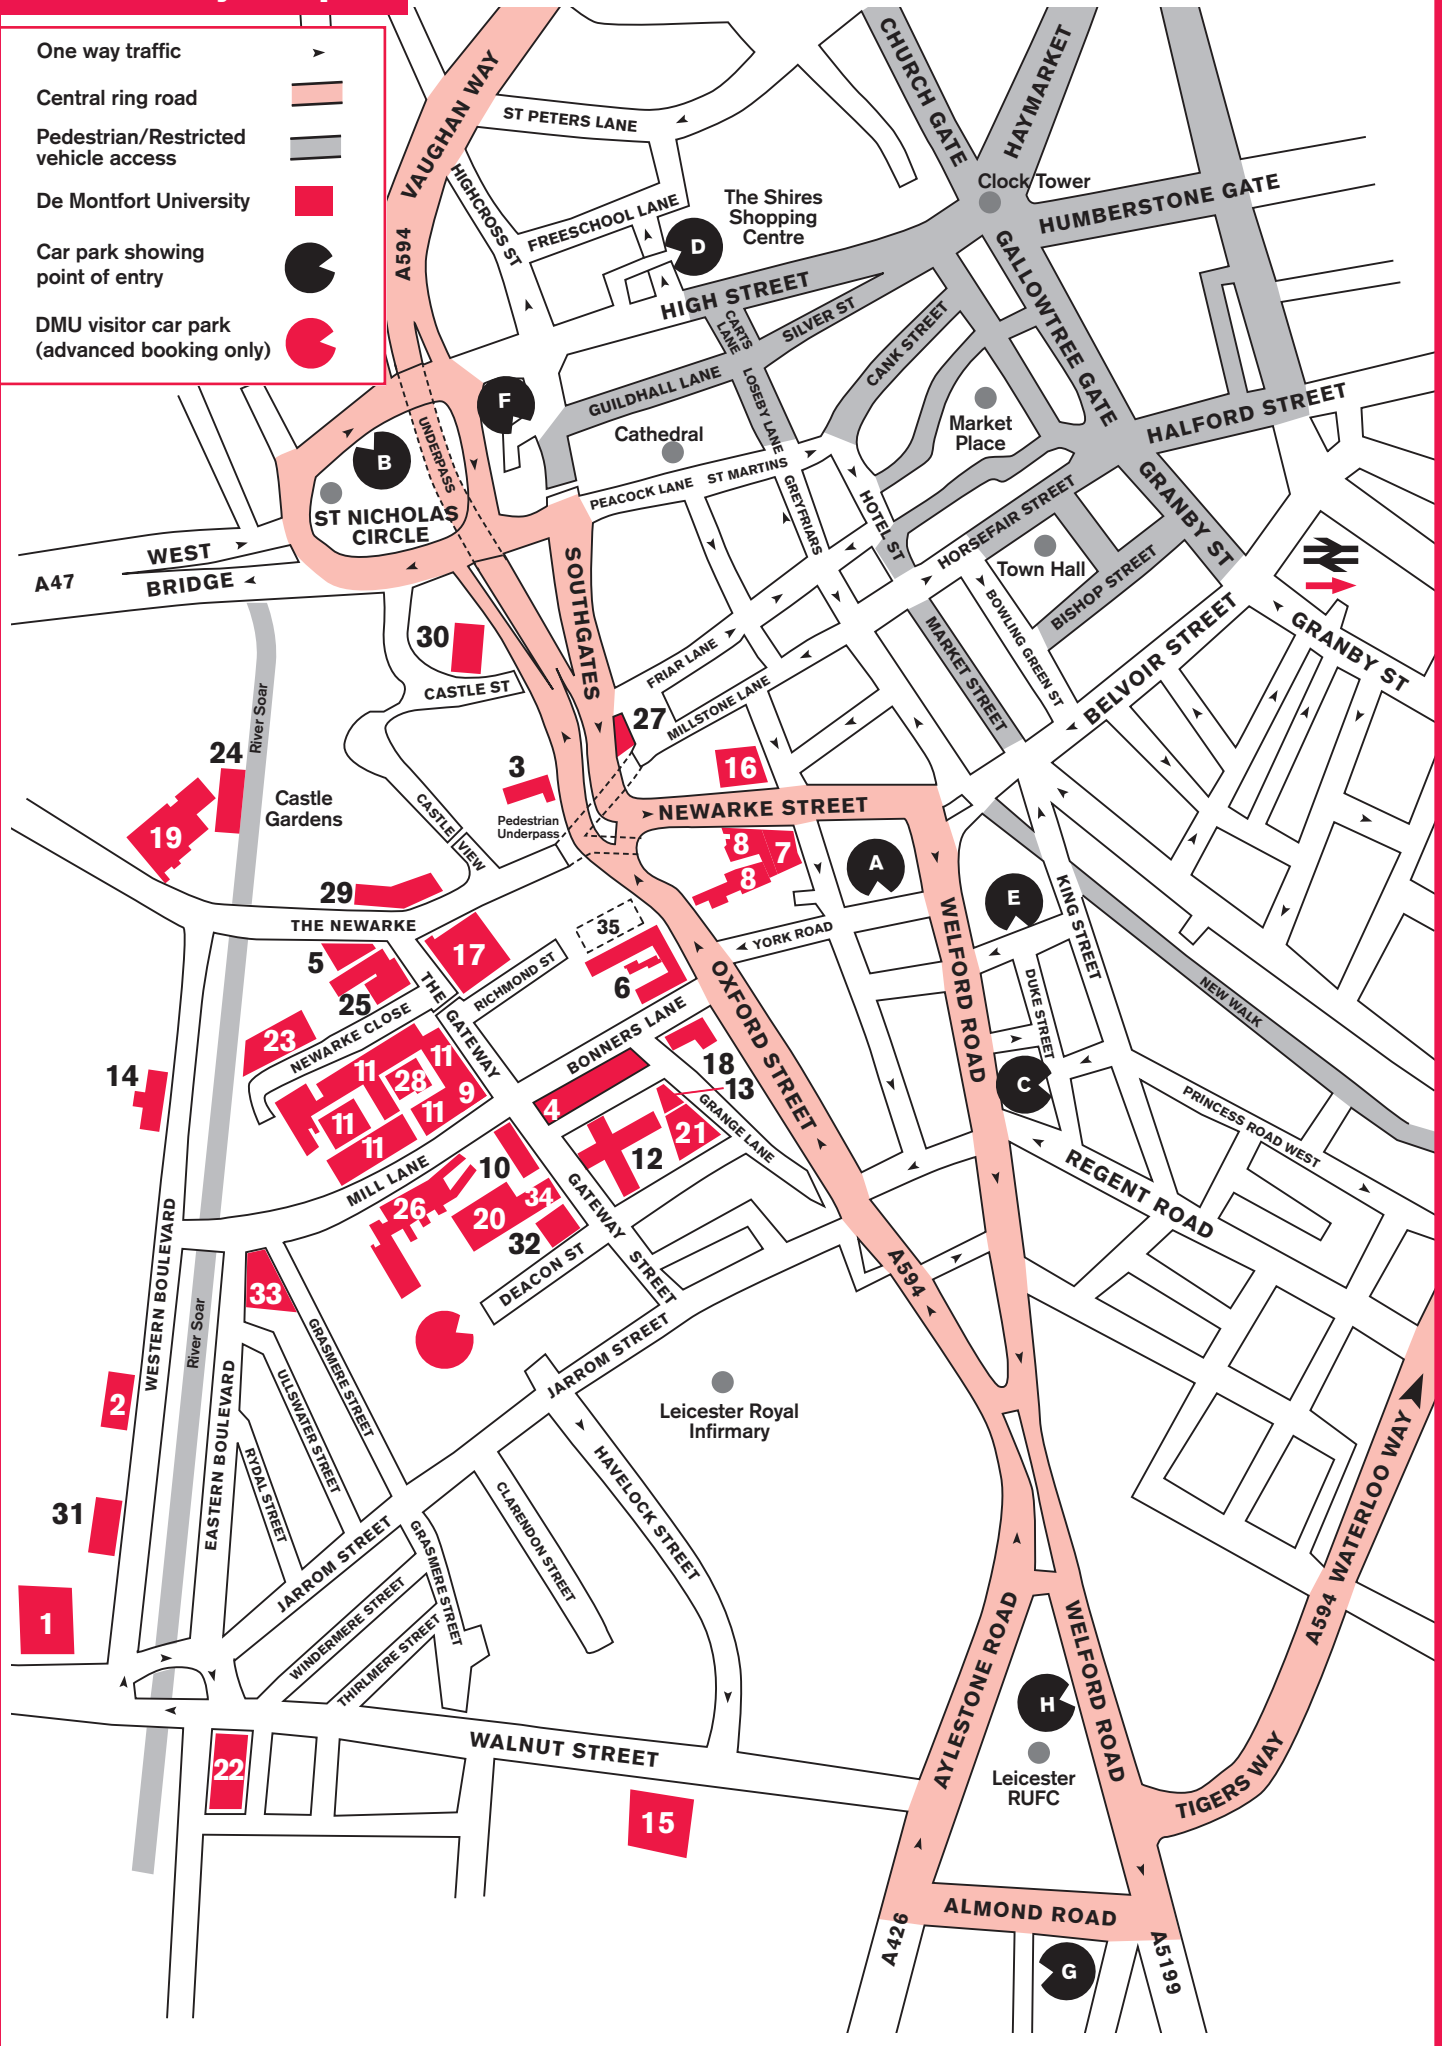 One way traffic
Central ring road
Pedestrian/Restricted
vehicle access
De Montfort University
Car park showing
point of entry
DMU visitor car park
(advanced booking only)
VAUGHAN WAY
A594
ST PETERS LANE
HIGHCROSS ST
FREESCHOOL LANE
The Shires
Shopping
Centre
D
CHURCH GATE
HAYMARKET
Clock Tower
HUMBERSTONE GATE
HIGH STREET
CARTS
LANE
SILVER ST
CANK STREET
GALLOWTREE GATE
GUILDHALL LANE
LOSEBY LANE
Market
Place
HALFORD STREET
F
B
UNDERPASS
Cathedral
ST NICHOLAS
CIRCLE
PEACOCK LANE
ST MARTINS
GREYFRIARS
HOTEL ST
HORSEFAIR STREET
GRANBY ST
Town Hall
BISHOP STREET
BOWLING GREEN ST
MARKET STREET
BELVOIR STREET
GRANBY ST
WEST
BRIDGE
A47
SOUTHGATES
30
CASTLE ST
River Soar
FRIAR LANE
MILLSTONE LANE
27
16
24
19
Castle
Gardens
3
Pedestrian
Underpass
CASTLE
VIEW
NEWARKE STREET
8
7
8
A
E
WELFORD ROAD
KING STREET
YORK ROAD
DUKE STREET
NEW WALK
29
THE NEWARKE
5
25
17
35
6
THE
GATEWAY
RICHMOND ST
NEWARKE CLOSE
23
14
11
11
28
9
11
11
11
BONNERS LANE
18
13
4
OXFORD STREET
C
PRINCESS ROAD WEST
REGENT ROAD
21
GRANGE LANE
12
MILL LANE
10
26
20
34
32
GATEWAY
STREET
DEACON ST
WESTERN BOULEVARD
33
River Soar
A594
GRASMERE STREET
ULLSWATER STREET
RYDAL STREET
EASTERN BOULEVARD
JARROM STREET
Leicester Royal
Infirmary
2
31
1
HAVELOCK STREET
CLARENDON STREET
JARROM STREET
GRASMERE STREET
WINDERMERE STREET
THIRLMERE STREET
WALNUT STREET
22
15
A594 WATERLOO WAY
AYLESTONE ROAD
WELFORD ROAD
H
Leicester
RUFC
TIGERS WAY
ALMOND ROAD
A426
G
A5199